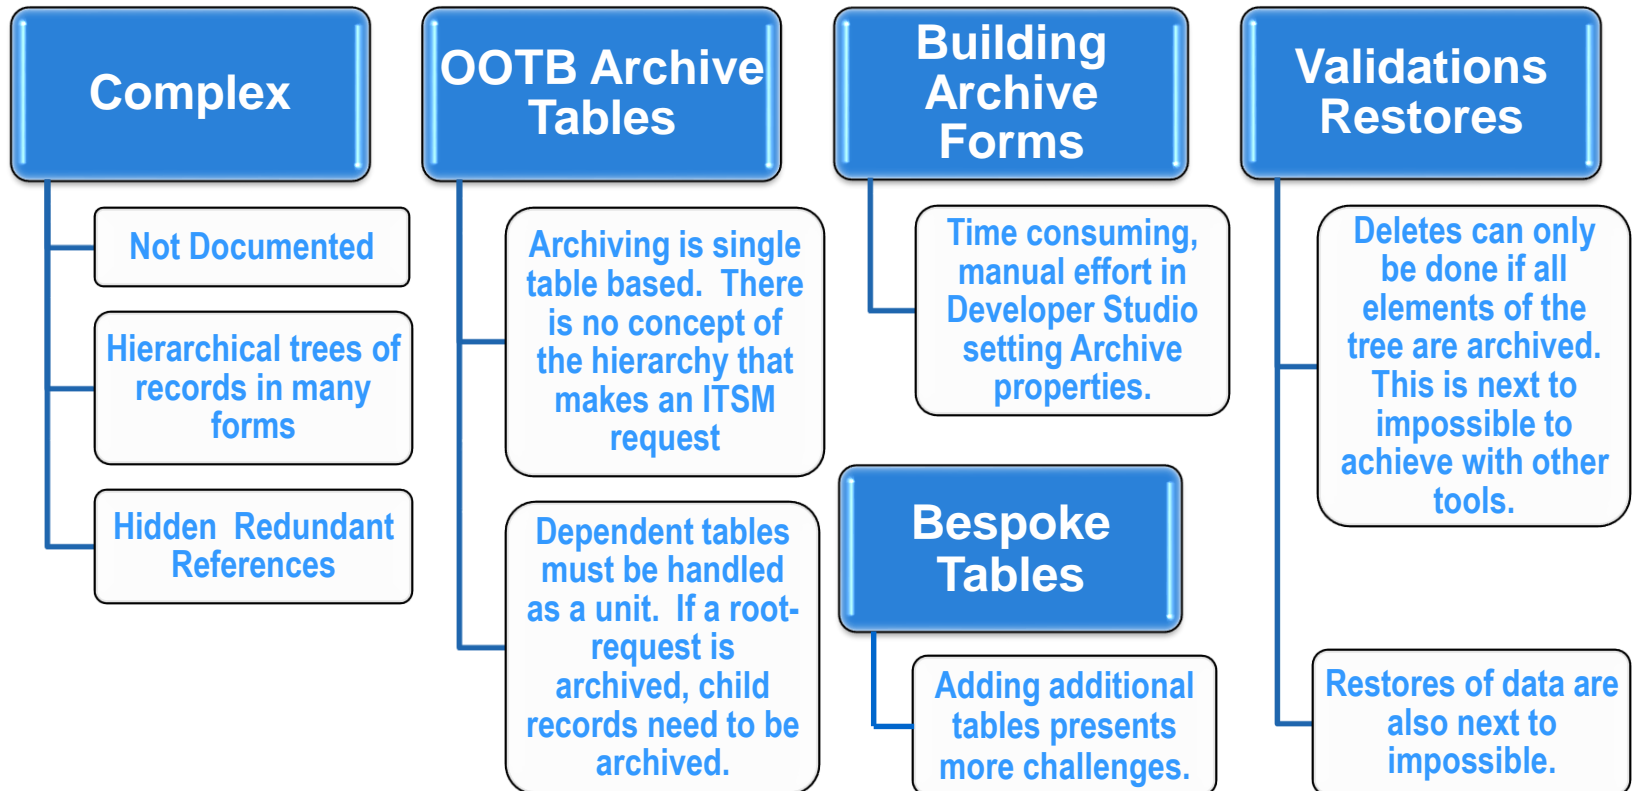 Complex
Not Documented
Hierarchical trees of
records in many
forms
Hidden  Redundant
References
OOTB Archive
Tables
Archiving is single
table based.  There
is no concept of
the hierarchy that
makes an ITSM
request
Dependent tables
must be handled
as a unit.  If a root-
request is
archived, child
records need to be
archived.
Building
Archive
Forms
Time consuming,
manual effort in
Developer Studio
setting Archive
properties.
Bespoke
Tables
Adding additional
tables presents
more challenges.
Validations
Restores
Deletes can only
be done if all
elements of the
tree are archived.
This is next to
impossible to
achieve with other
tools.
Restores of data are
also next to
impossible.